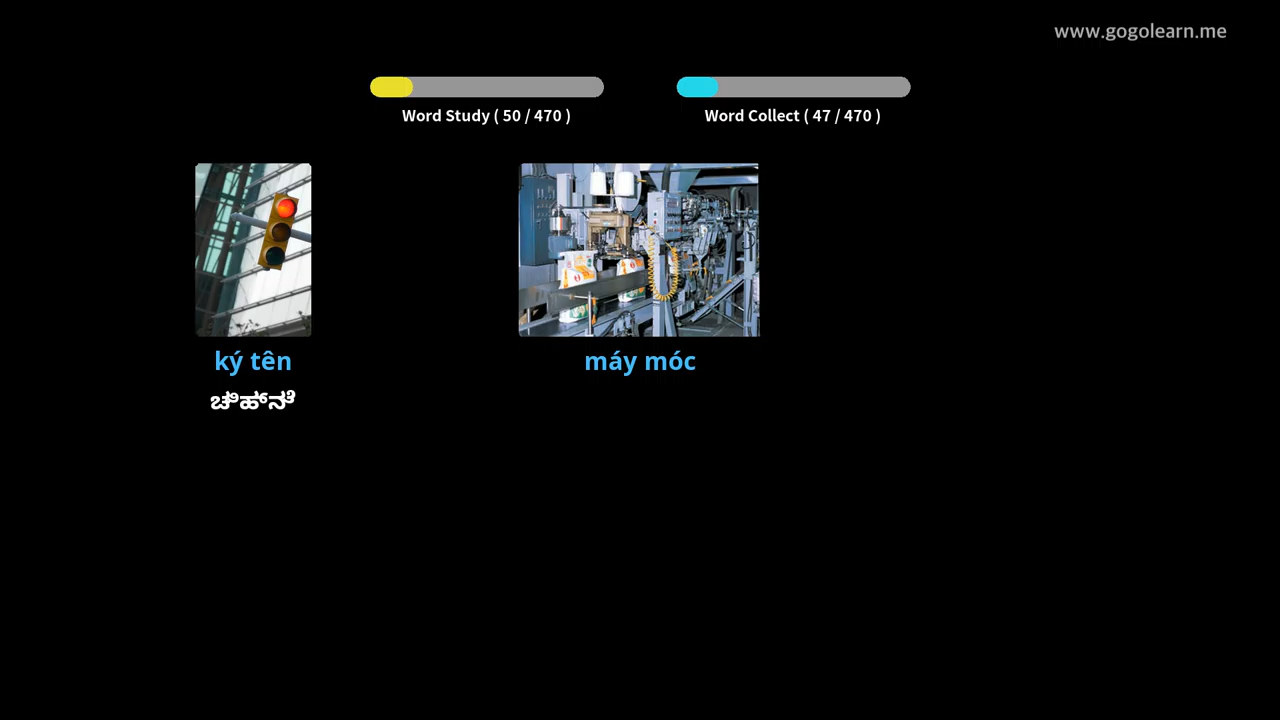 www.gogolearn.me
Word Study ( 50 / 470 )
Word Collect ( 47 / 470 )
ký tên
máy móc
ಚಿಹ್ನೆ